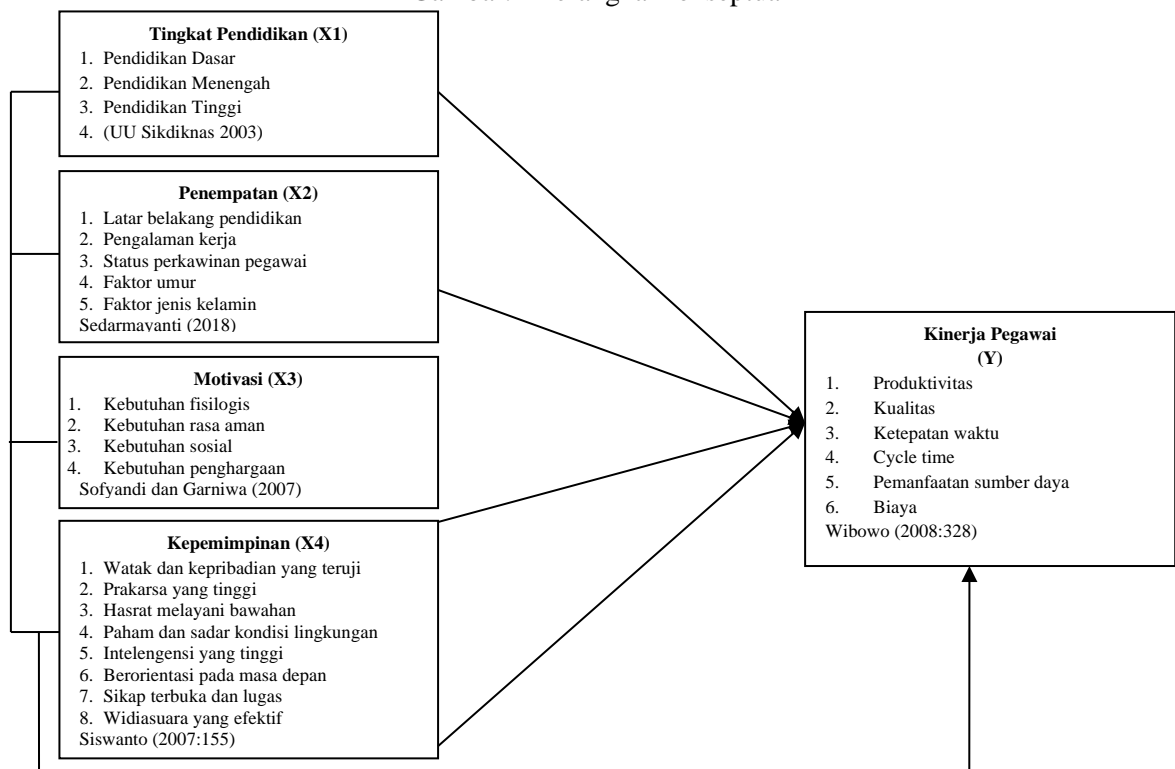 Tingkat Pendidikan (X1)
1. Pendidikan Dasar
2. Pendidikan Menengah
3. Pendidikan Tinggi
4. (UU Sikdiknas 2003)
Penempatan (X2)
1. Latar belakang pendidikan
2. Pengalaman kerja
3. Status perkawinan pegawai
4. Faktor umur
5. Faktor jenis kelamin
Sedarmayanti (2018)
Motivasi (X3)
1. Kebutuhan fisilogis
2. Kebutuhan rasa aman
3. Kebutuhan sosial
4. Kebutuhan penghargaan
Sofyandi dan Garniwa (2007)
Kepemimpinan (X4)
1. Watak dan kepribadian yang teruji
2. Prakarsa yang tinggi
3. Hasrat melayani bawahan
4. Paham dan sadar kondisi lingkungan
5. Intelengensi yang tinggi
6. Berorientasi pada masa depan
7. Sikap terbuka dan lugas
8. Widiasuara yang efektif
Siswanto (2007:155)
Kinerja Pegawai
(Y)
1. Produktivitas
2. Kualitas
3. Ketepatan waktu
4. Cycle time
5. Pemanfaatan sumber daya
6. Biaya
Wibowo (2008:328)